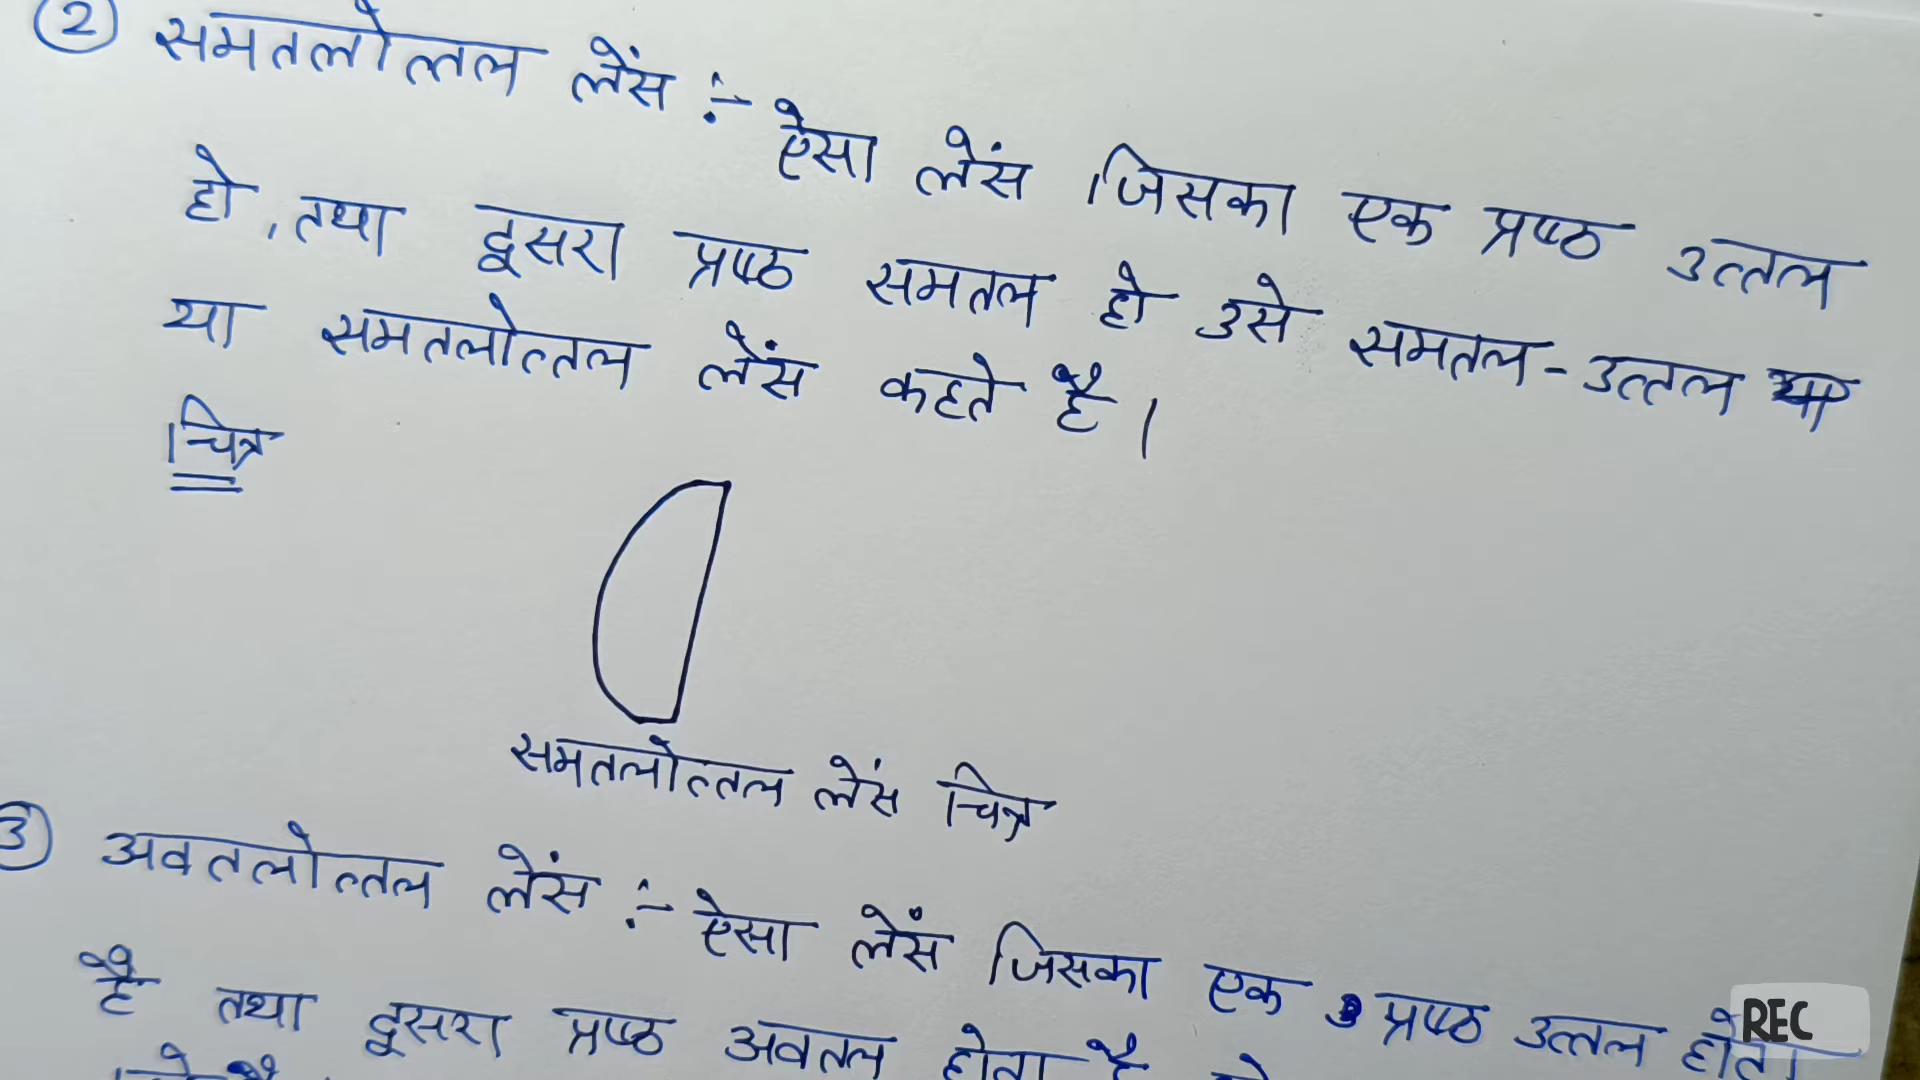 ② समतलोत्तल लेंस :- ऐसा लेंस जिसका एक प्रष्ठ उत्तल
हो, तथा दूसरा प्रष्ठ समतल हो उसे समतल-उत्तल
या समतलोत्तल लेंस कहते है।
चित्र
समतलोत्तल लेंस चित्र
③ अवतलोत्तल लेंस :- ऐसा लेंस जिसका एक प्रष्ठ उत्तल होता
है तथा दूसरा प्रष्ठ अवतल होता है
REC